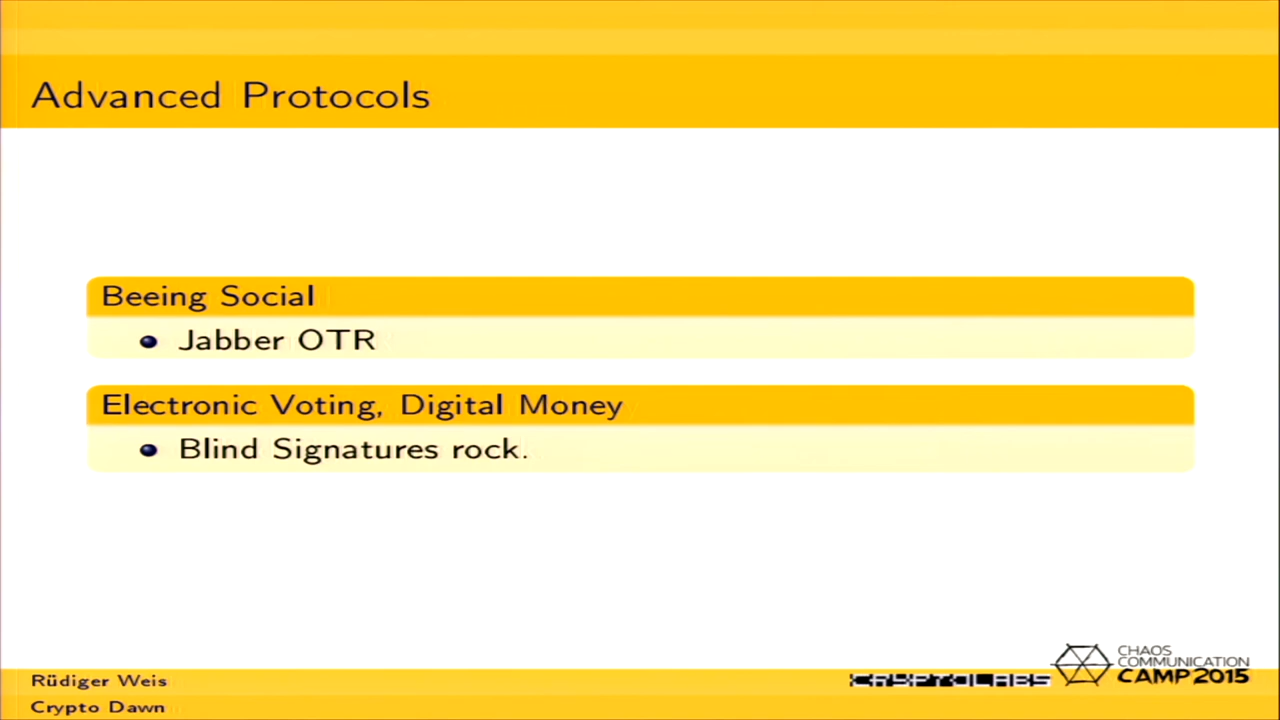 Advanced Protocols
Beeing Social
Jabber OTR
Electronic Voting, Digital Money
Blind Signatures rock.
Rüdiger Weis
Crypto Dawn
CRYPTOLABS
CHAOS
COMMUNICATION
CAMP 2015